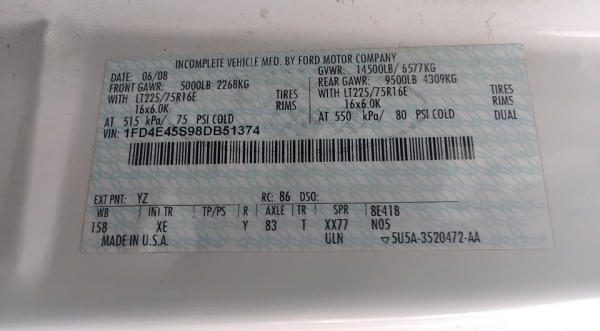 INCOMPLETE VEHICLE MFD. BY FORD MOTOR COMPANY
DATE: 06/08 GVWR: 14500LB/ 6577KG
FRONT GAWR: 5000LB 2268KG REAR GAWR: 9500LB 4309KG
WITH LT225/75R16E TIRES WITH LT225/75R16E TIRES
16x6.0K RIMS 16x6.0K RIMS
AT 515 kPa/ 75 PSI COLD AT 550 kPa/ 80 PSI COLD DUAL
VIN: 1FD4E45S98DB51374
EXT PNT: YZ RC: 86 DSO:
WB INT TR TP/PS R AXLE TR SPR 8E418
158 XE Y 83 T XX77 N05
MADE IN U.S.A. ULN ▽5U5A-3520472-AA